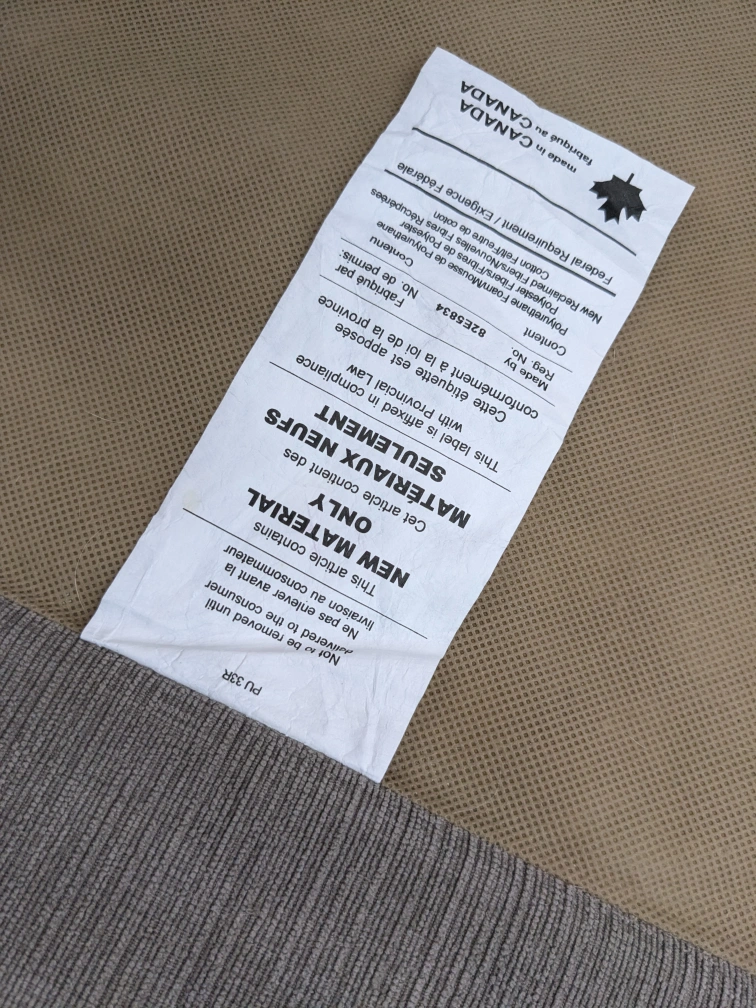 PU 33R
Not to be removed until
delivered to the consumer
Ne pas enlever avant la
livraison au consommateur
This article contains
NEW MATERIAL
ONLY
Cet article contient des
MATÉRIAUX NEUFS
SEULEMENT
This label is affixed in compliance
with Provincial Law
Cette étiquette est apposée
conformément à la loi de la province
Made by Fabriqué par
Reg. No. 82E5834 No. de permis:
Content Contenu
Polyurethane Foam/Mousse de Polyurethane
Polyester Fibers/Fibres de Polyester
New Reclaimed Fibers/Nouvelles Fibres Récupérées
Cotton Felt/Feutre de coton
Federal Requirement / Exigence Fédérale
made in CANADA
fabriqué au CANADA